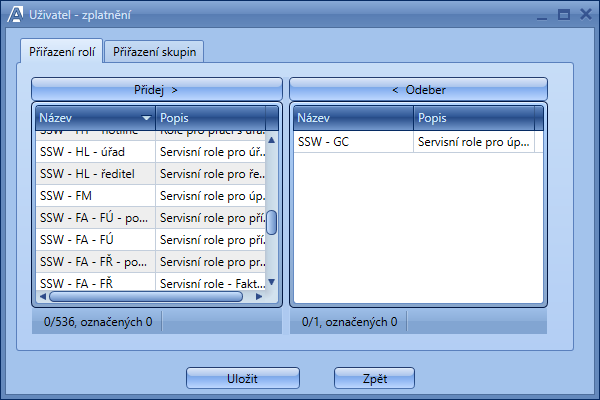 Uživatel - zplatnění
Přiřazení rolí
Přiřazení skupin
Přidej >
< Odeber
Název
Popis
SSW - HL - úřad
Servisní role pro úř...
SSW - HL - ředitel
Servisní role pro ře...
SSW - FM
Servisní role pro úp...
SSW - FA - FÚ - po...
Servisní role pro pří...
SSW - FA - FÚ
Servisní role pro pří...
SSW - FA - FŘ - po...
Servisní role pro pr...
SSW - FA - FŘ
Servisní role - Fakt...
0/536, označených 0
Název
Popis
SSW - GC
Servisní role pro úp...
0/1, označených 0
Uložit
Zpět